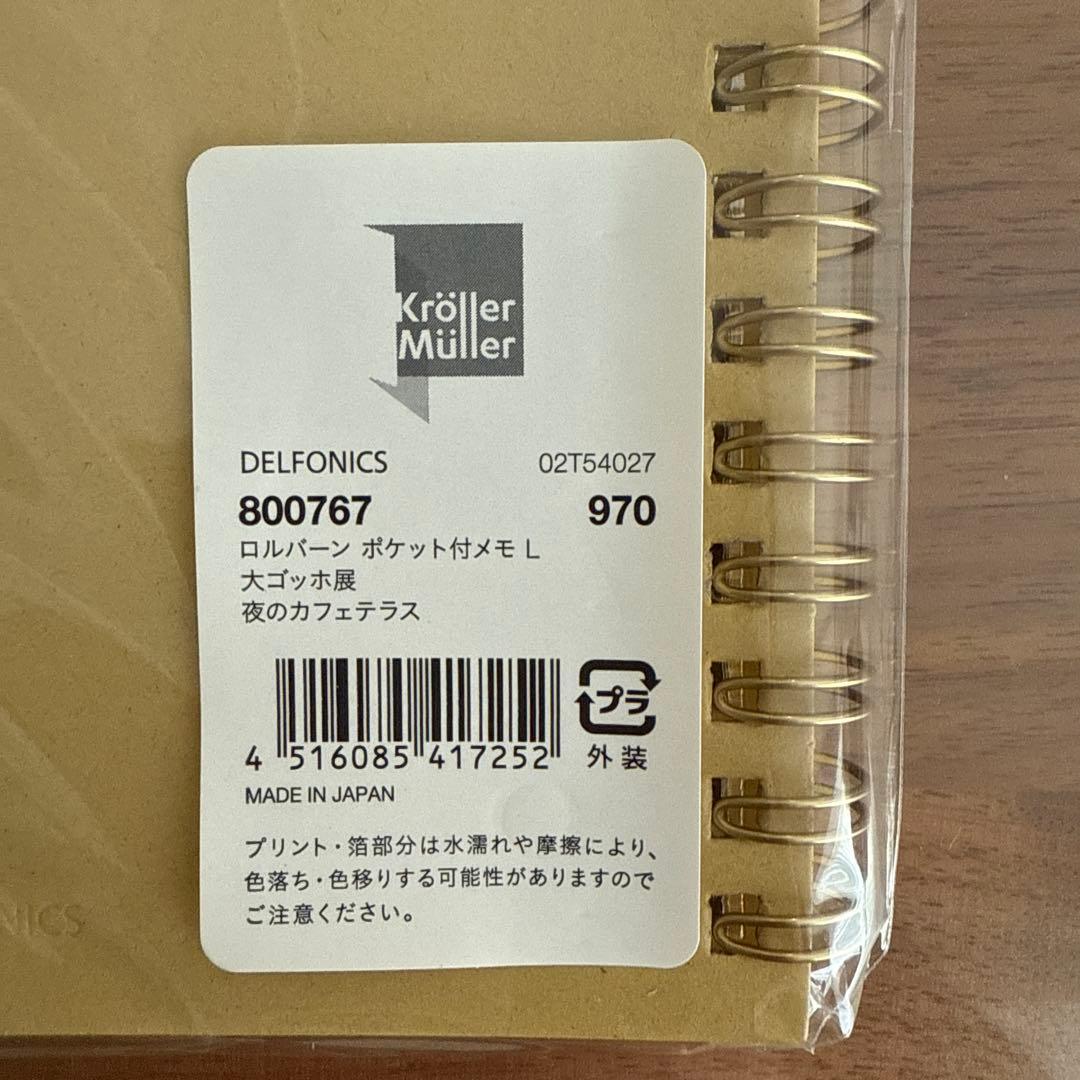 Kröller
Müller
DELFONICS 02T54027
800767 970
ロルバーン ポケット付メモ L
大ゴッホ展
夜のカフェテラス
プラ
外装
4 516085 417252
MADE IN JAPAN
プリント・箔部分は水濡れや摩擦により、
色落ち・色移りする可能性がありますので
ご注意ください。
NICS